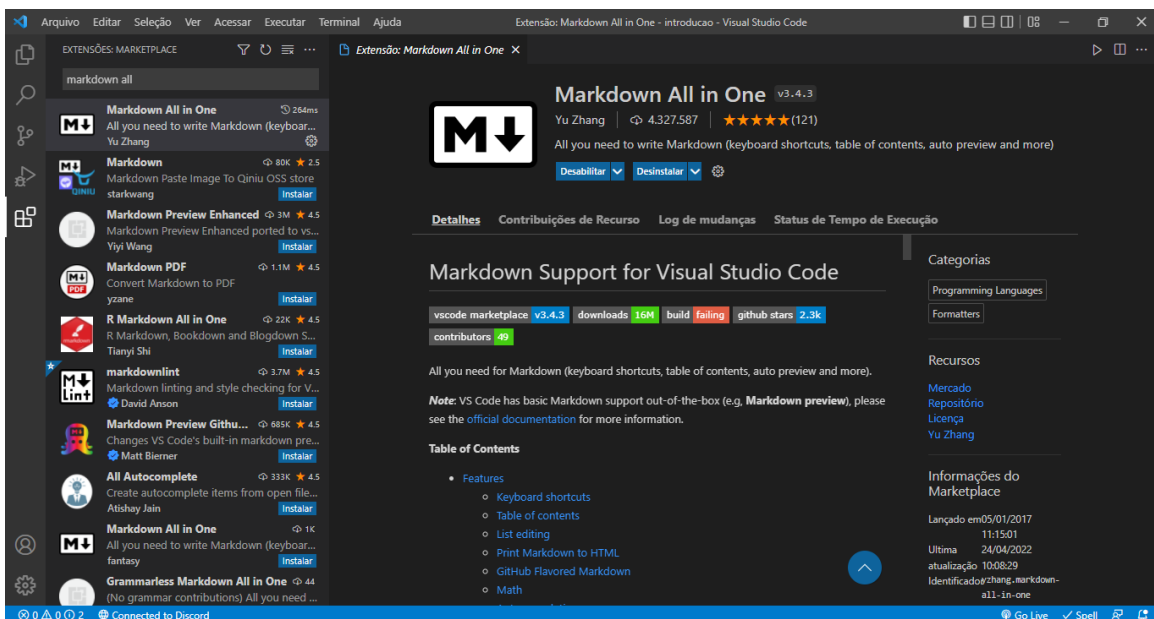 Arquivo Editar Seleção Ver Acessar Executar Terminal Ajuda
Extensão: Markdown All in One - introducao - Visual Studio Code
EXTENSÕES: MARKETPLACE
markdown all
Markdown All in One 264ms
All you need to write Markdown (keyboar...
Yu Zhang
Markdown 80K ★ 2.5
Markdown Paste Image To Qiniu OSS store
starkwang Instalar
Markdown Preview Enhanced 3M ★ 4.5
Markdown Preview Enhanced ported to vs...
Yiyi Wang Instalar
Markdown PDF 1.1M ★ 4.5
Convert Markdown to PDF
yzane Instalar
R Markdown All in One 22K ★ 4.5
R Markdown, Bookdown and Blogdown S...
Tianyi Shi Instalar
markdownlint 3.7M ★ 4.5
Markdown linting and style checking for V...
David Anson Instalar
Markdown Preview Githu... 685K ★ 4.5
Changes VS Code's built-in markdown pre...
Matt Bierner Instalar
All Autocomplete 333K ★ 4.5
Create autocomplete items from open file...
Atishay Jain Instalar
Markdown All in One 1K
All you need to write Markdown (keyboar...
fantasy Instalar
Grammarless Markdown All in One 44
(No grammar contributions) All you need ...
M↓
M↓
QINIU
M↓
PDF
M↓
lint
M↓
Extensão: Markdown All in One
M↓
Markdown All in One v3.4.3
Yu Zhang 4.327.587 ★★★★★(121)
All you need to write Markdown (keyboard shortcuts, table of contents, auto preview and more)
Desabilitar Desinstalar
Detalhes Contribuições de Recurso Log de mudanças Status de Tempo de Execução
Markdown Support for Visual Studio Code
vscode marketplace v3.4.3 downloads 16M build failing github stars 2.3k
contributors 49
All you need for Markdown (keyboard shortcuts, table of contents, auto preview and more).
Note: VS Code has basic Markdown support out-of-the-box (e.g, Markdown preview), please
see the official documentation for more information.
Table of Contents
Features
Keyboard shortcuts
Table of contents
List editing
Print Markdown to HTML
GitHub Flavored Markdown
Math
Categorias
Programming Languages
Formatters
Recursos
Mercado
Repositório
Licença
Yu Zhang
Informações do
Marketplace
Lançado em 05/01/2017
11:15:01
Ultima 24/04/2022
atualização 10:08:29
Identificador yzhang.markdown-
all-in-one
0 0 2 Connected to Discord
Go Live Spell